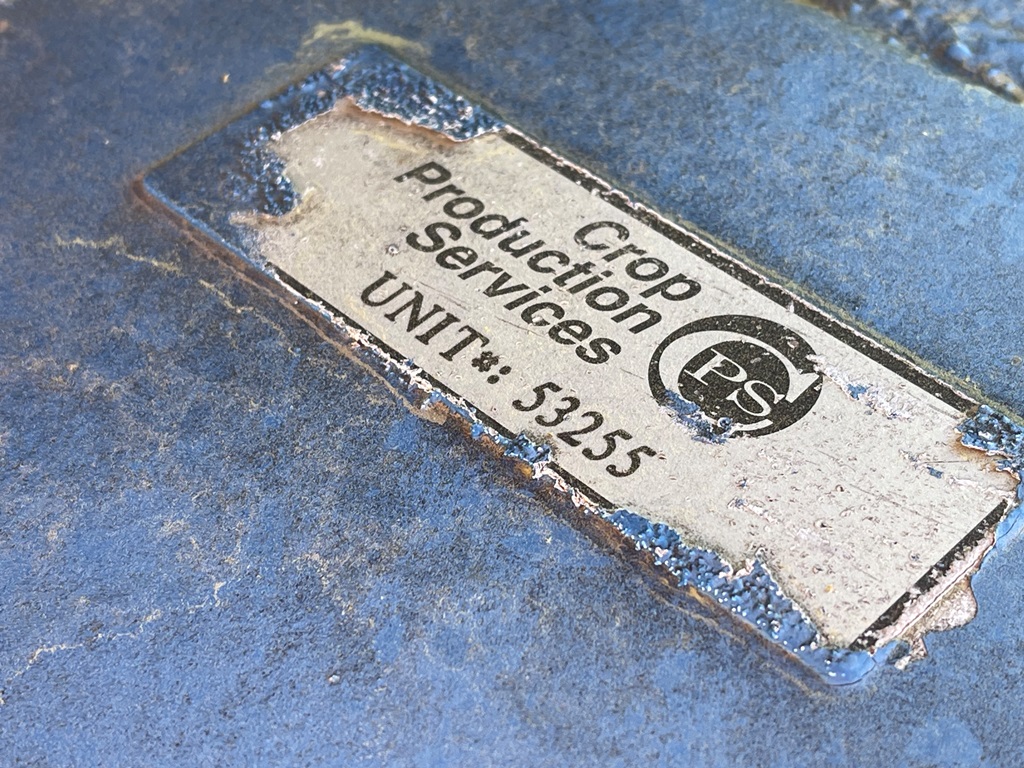 Crop
Production
Services
CPS
UNIT#: 53255